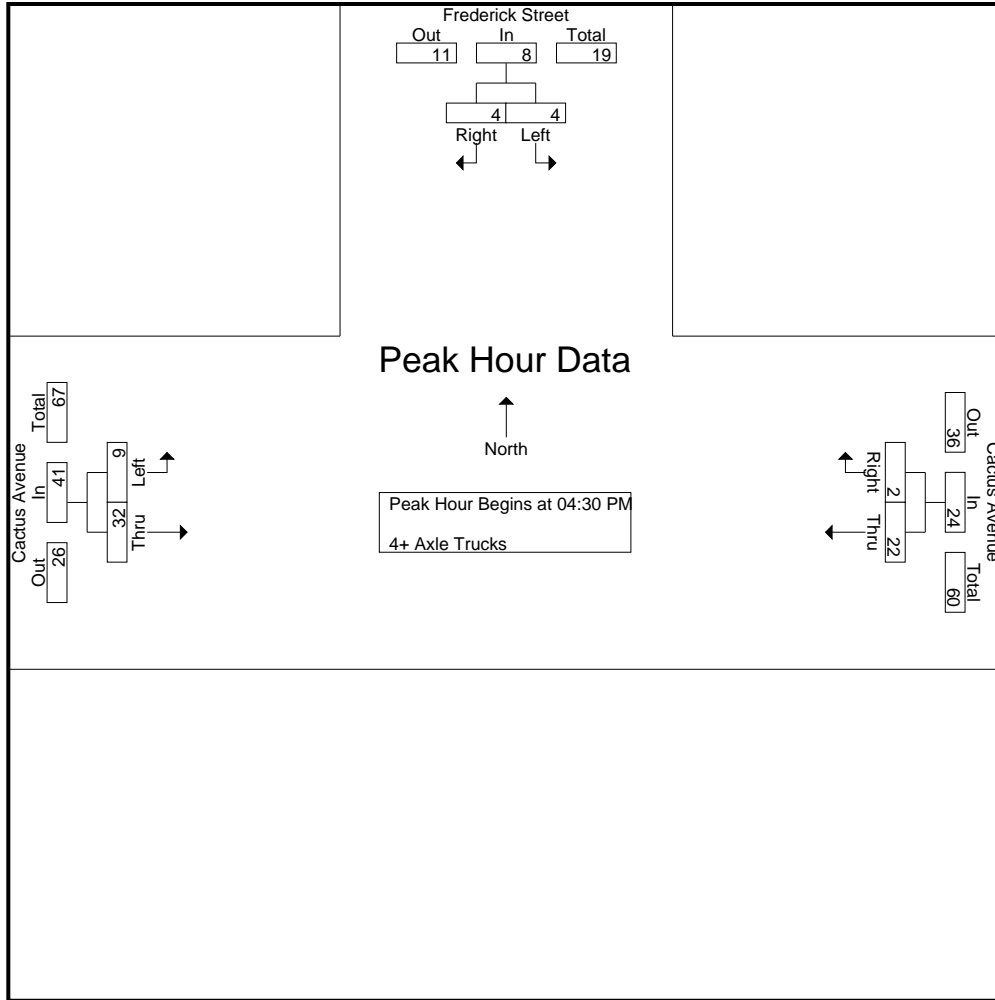 Frederick Street
Out In Total
11 8 19
4 4
Right Left
Peak Hour Data
North
Peak Hour Begins at 04:30 PM
4+ Axle Trucks
Cactus Avenue
Total In Out
67 41 26
9 32
Left Thru
Cactus Avenue
Out In Total
36 24 60
2 22
Right Thru